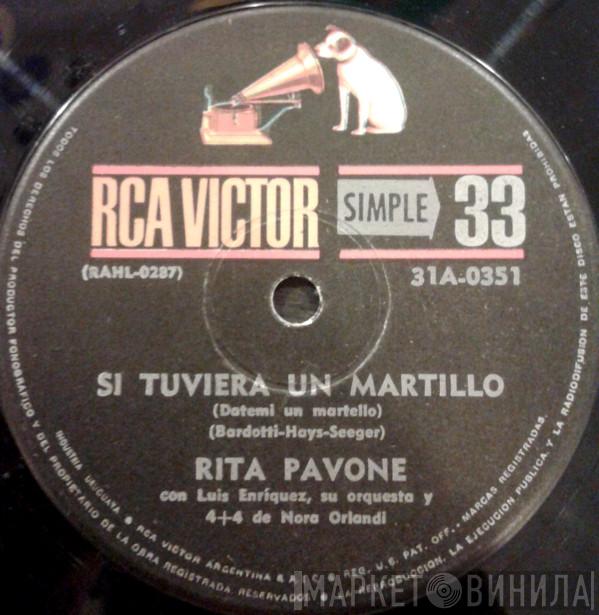 RCA VICTOR
SIMPLE 33
(RAHL-0287)
31A-0351
SI TUVIERA UN MARTILLO
(Datemi un martello)
(Bardotti-Hays-Seeger)
RITA PAVONE
con Luis Enríquez, su orquesta y
4+4 de Nora Orlandi
TODOS LOS DERECHOS DEL PRODUCTOR FONOGRAFICO Y DEL PROPIETARIO DE LA OBRA REGISTRADA RESERVADOS
LA REPRODUCCION, LA EJECUCION PUBLICA, Y LA RADIODIFUSION DE ESTE DISCO ESTAN PROHIBIDAS
INDUSTRIA URUGUAYA RCA VICTOR ARGENTINA REG. U.S. PAT. OFF. MARCAS REGISTRADAS.
МАРКЕТ ВИНИЛА